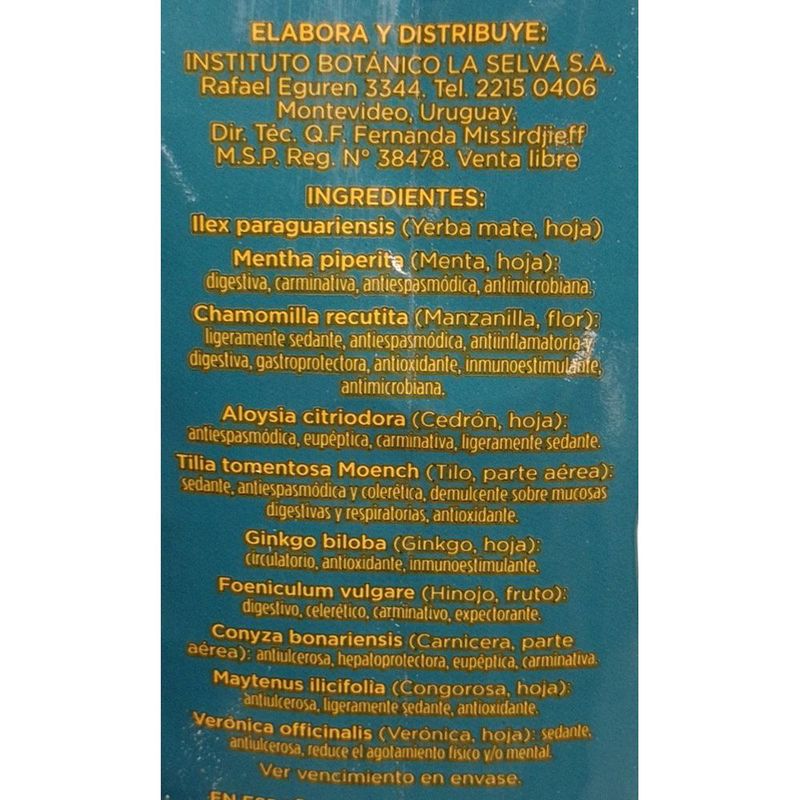 ELABORA Y DISTRIBUYE:
INSTITUTO BOTÁNICO LA SELVA S.A.
Rafael Eguren 3344. Tel. 2215 0406
Montevideo, Uruguay.
Dir. Téc. Q.F. Fernanda Missirdjieff
M.S.P. Reg. N° 38478. Venta libre
INGREDIENTES:
Ilex paraguariensis (Yerba mate, hoja)
Mentha piperita (Menta, hoja):
digestiva, carminativa, antiespasmódica, antimicrobiana.
Chamomilla recutita (Manzanilla, flor):
ligeramente sedante, antiespasmódica, antiinflamatoria y
digestiva, gastroprotectora, antioxidante, inmunoestimulante,
antimicrobiana.
Aloysia citriodora (Cedrón, hoja):
antiespasmódica, eupéptica, carminativa, ligeramente sedante.
Tilia tomentosa Moench (Tilo, parte aérea):
sedante, antiespasmódica y colerética, demulcente sobre mucosas
digestivas y respiratorias, antioxidante.
Ginkgo biloba (Ginkgo, hoja):
circulatorio, antioxidante, inmunoestimulante.
Foeniculum vulgare (Hinojo, fruto):
digestivo, celerético, carminativo, expectorante.
Conyza bonariensis (Carnicera, parte
aérea): antiulcerosa, hepatoprotectora, eupéptica, carminativa.
Maytenus ilicifolia (Congorosa, hoja):
antiulcerosa, ligeramente sedante, antioxidante.
Verónica officinalis (Verónica, hoja): sedante,
antiulcerosa, reduce el agotamiento físico y/o mental.
Ver vencimiento en envase.